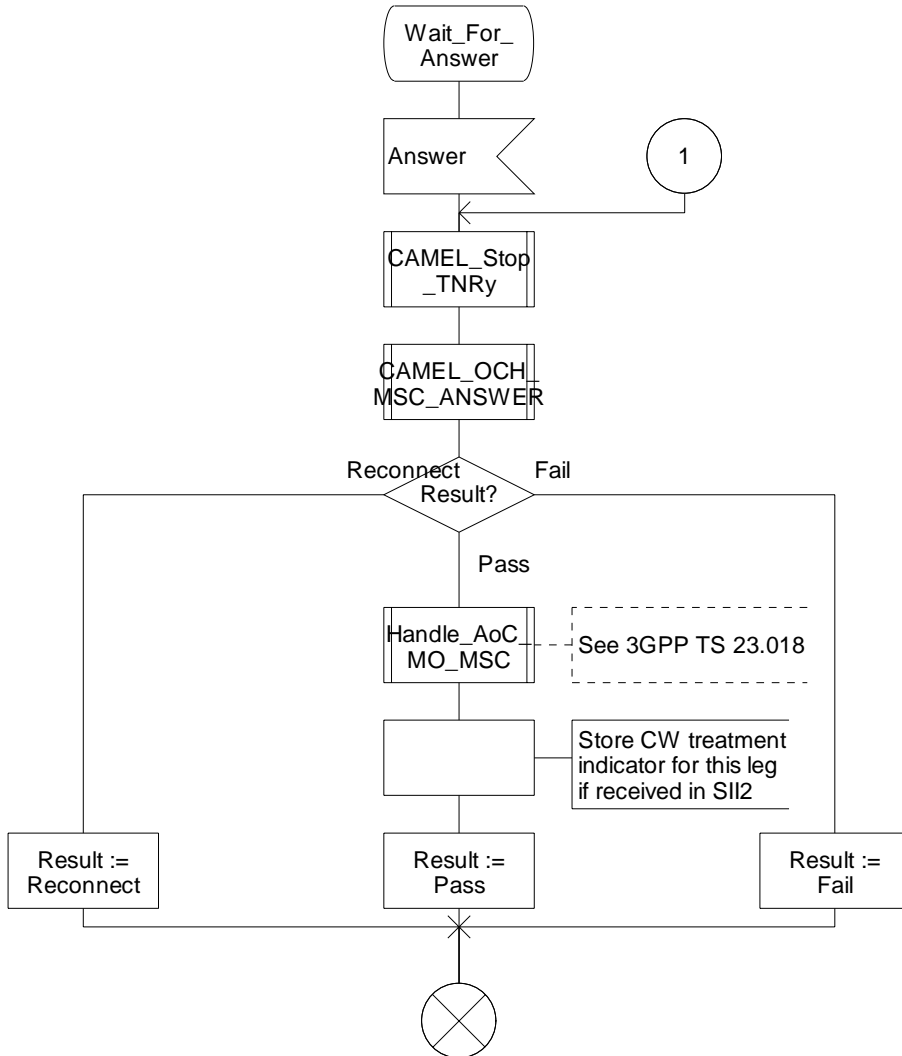 Wait_For_
Answer
Answer
1
CAMEL_Stop
_TNRy
CAMEL_OCH_
MSC_ANSWER
Reconnect
Fail
Result?
Pass
Handle_AoC_
MO_MSC
See 3GPP TS 23.018
Store CW treatment
indicator for this leg
if received in SII2
Result :=
Reconnect
Result :=
Pass
Result :=
Fail